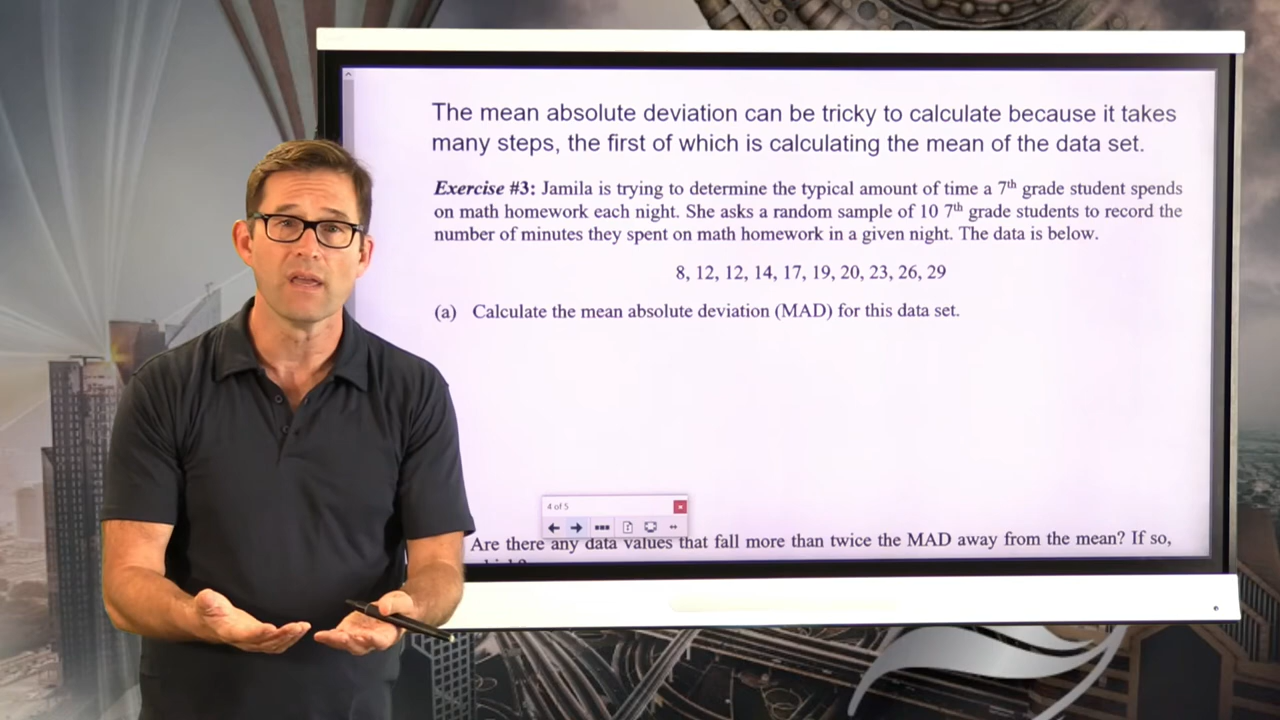 The mean absolute deviation can be tricky to calculate because it takes
many steps, the first of which is calculating the mean of the data set.
Exercise #3: Jamila is trying to determine the typical amount of time a 7th grade student spends
on math homework each night. She asks a random sample of 10 7th grade students to record the
number of minutes they spent on math homework in a given night. The data is below.
8, 12, 12, 14, 17, 19, 20, 23, 26, 29
(a) Calculate the mean absolute deviation (MAD) for this data set.
4 of 5
Are there any data values that fall more than twice the MAD away from the mean? If so,